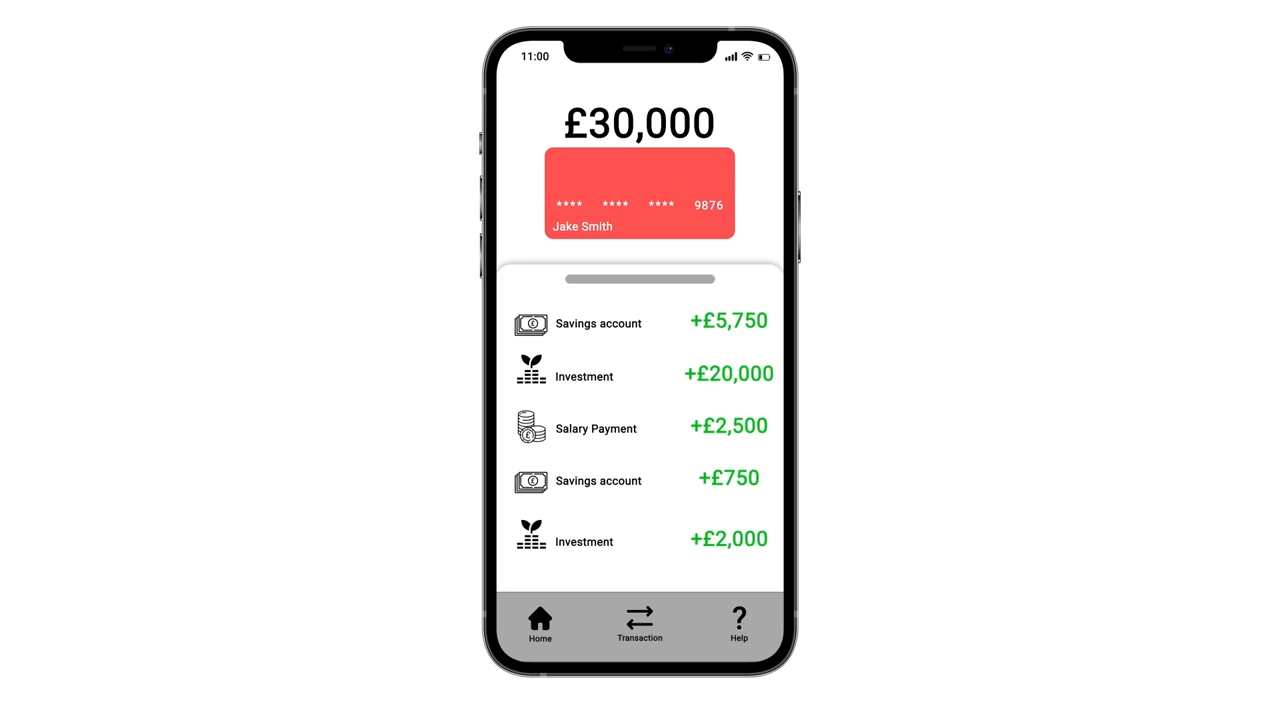 11:00
£30,000
**** **** **** 9876
Jake Smith
Savings account +£5,750
Investment +£20,000
Salary Payment +£2,500
Savings account +£750
Investment +£2,000
Home Transaction Help